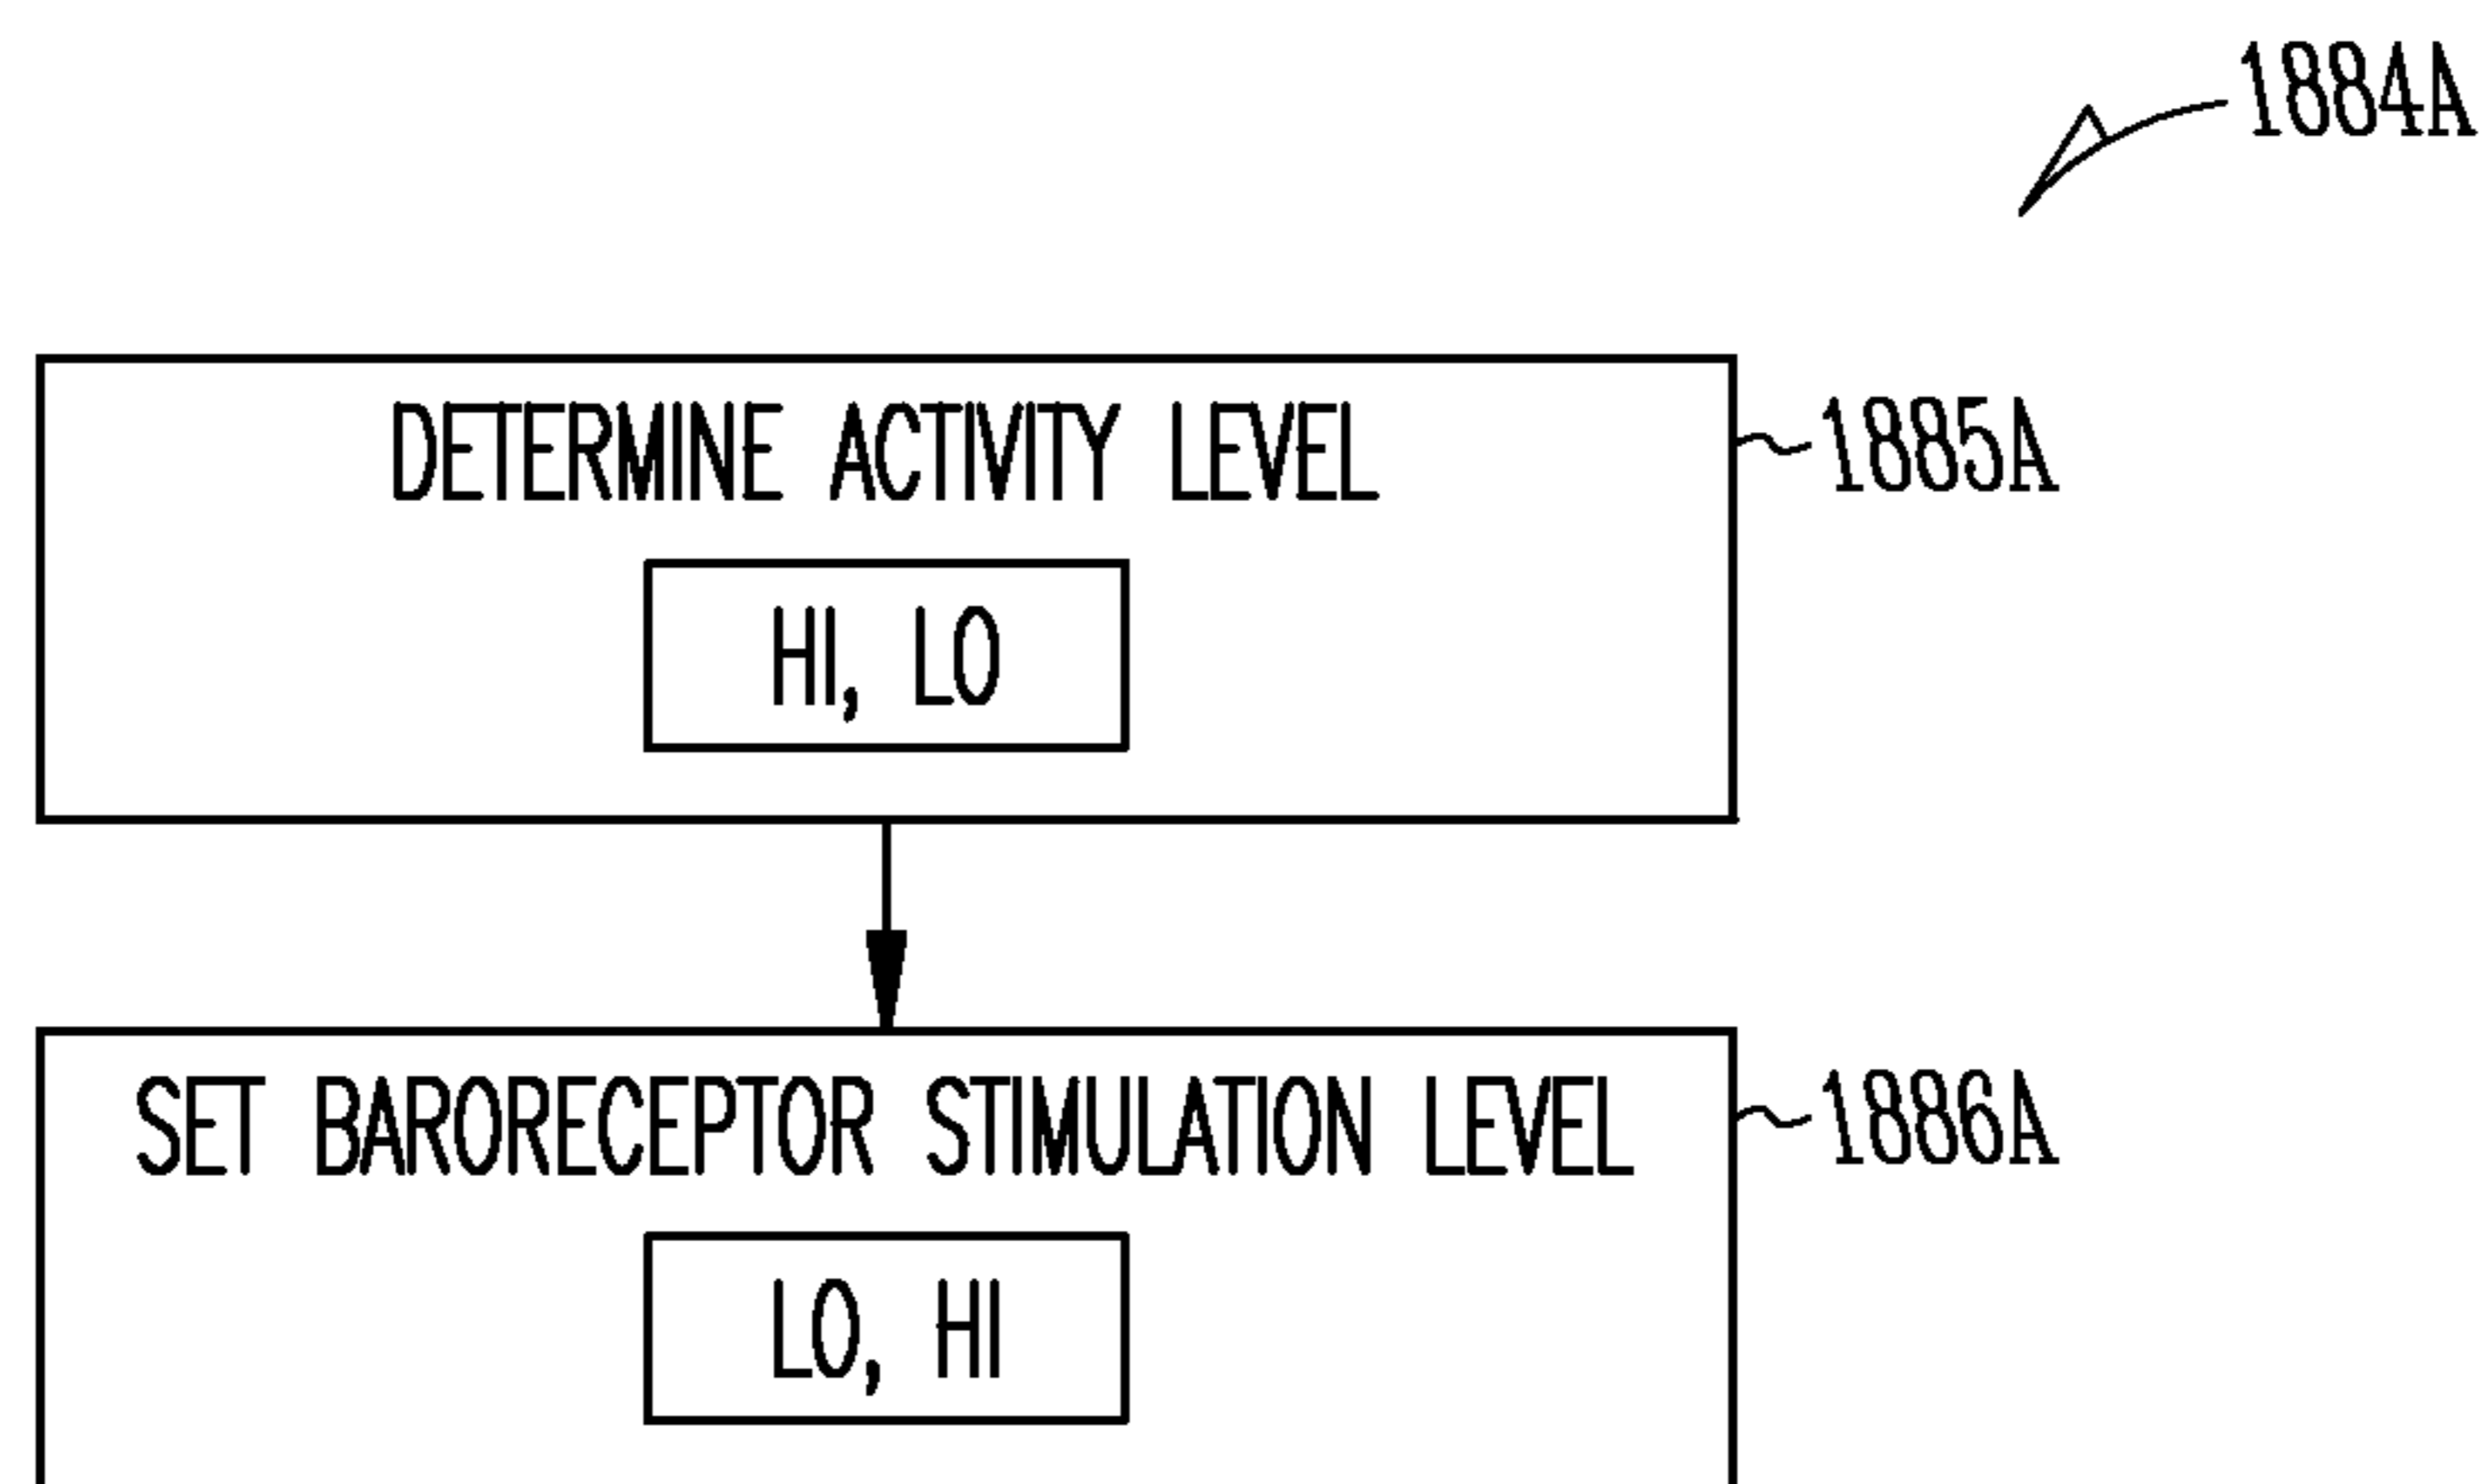 1884A
DETERMINE ACTIVITY LEVEL
1885A
HI, LO
SET BARORECEPTOR STIMULATION LEVEL
1886A
LO, HI